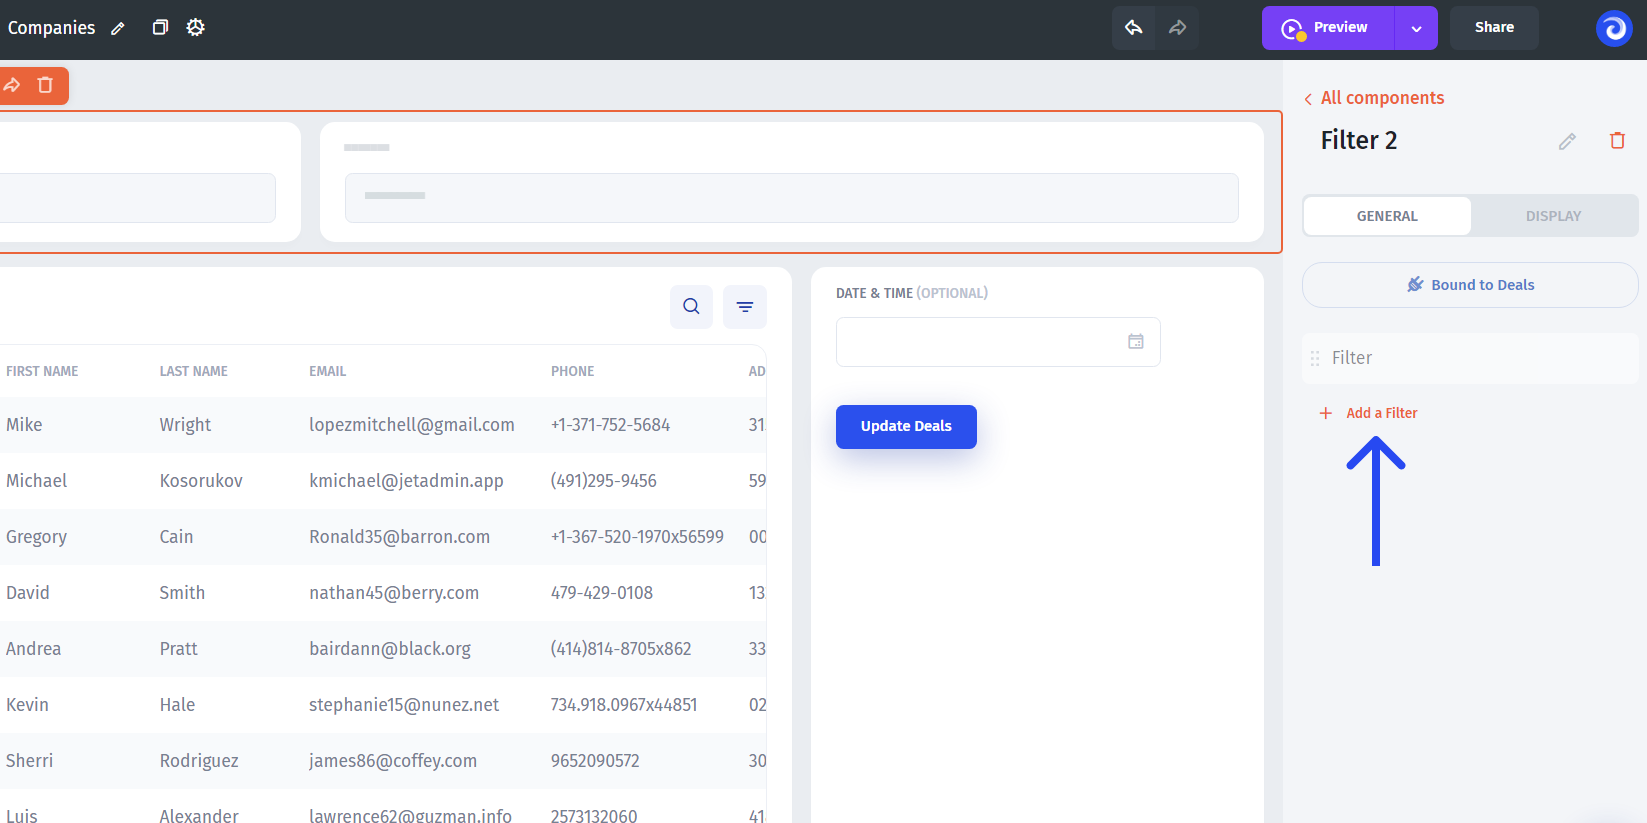 Companies
Preview
Share
All components
Filter 2
GENERAL
DISPLAY
Bound to Deals
Filter
Add a Filter
DATE & TIME (OPTIONAL)
Update Deals
FIRST NAME LAST NAME EMAIL PHONE AD
Mike Wright lopezmitchell@gmail.com +1-371-752-5684 31
Michael Kosorukov kmichael@jetadmin.app (491)295-9456 59
Gregory Cain Ronald35@barron.com +1-367-520-1970x56599 00
David Smith nathan45@berry.com 479-429-0108 13
Andrea Pratt bairdann@black.org (414)814-8705x862 33
Kevin Hale stephanie15@nunez.net 734.918.0967x44851 02
Sherri Rodriguez james86@coffey.com 9652090572 30
Luis Alexander lawrence62@guzman.info 2573132060 41